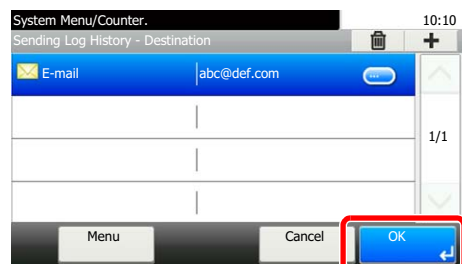 System Menu/Counter. 10:10
Sending Log History - Destination
E-mail abc@def.com
1/1
Menu Cancel OK